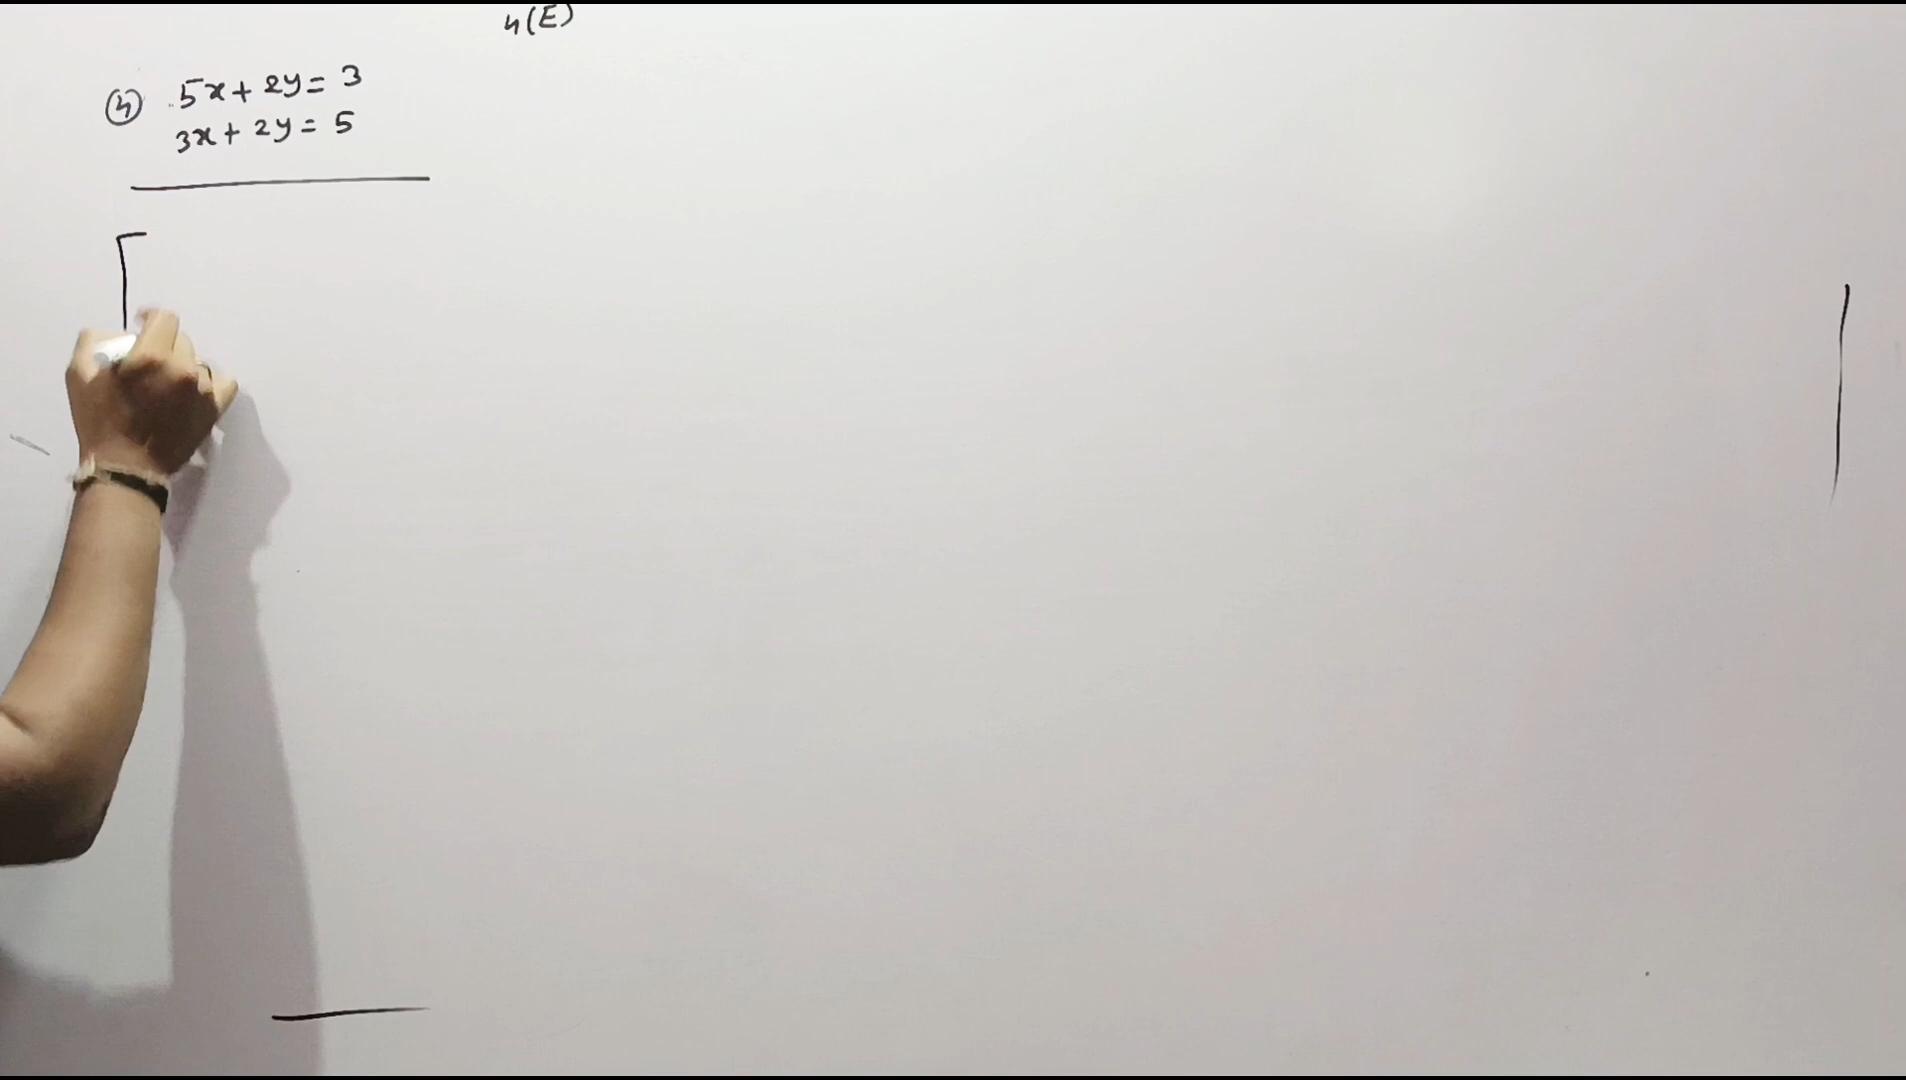 4(E)
④ 5x + 2y = 3
3x + 2y = 5